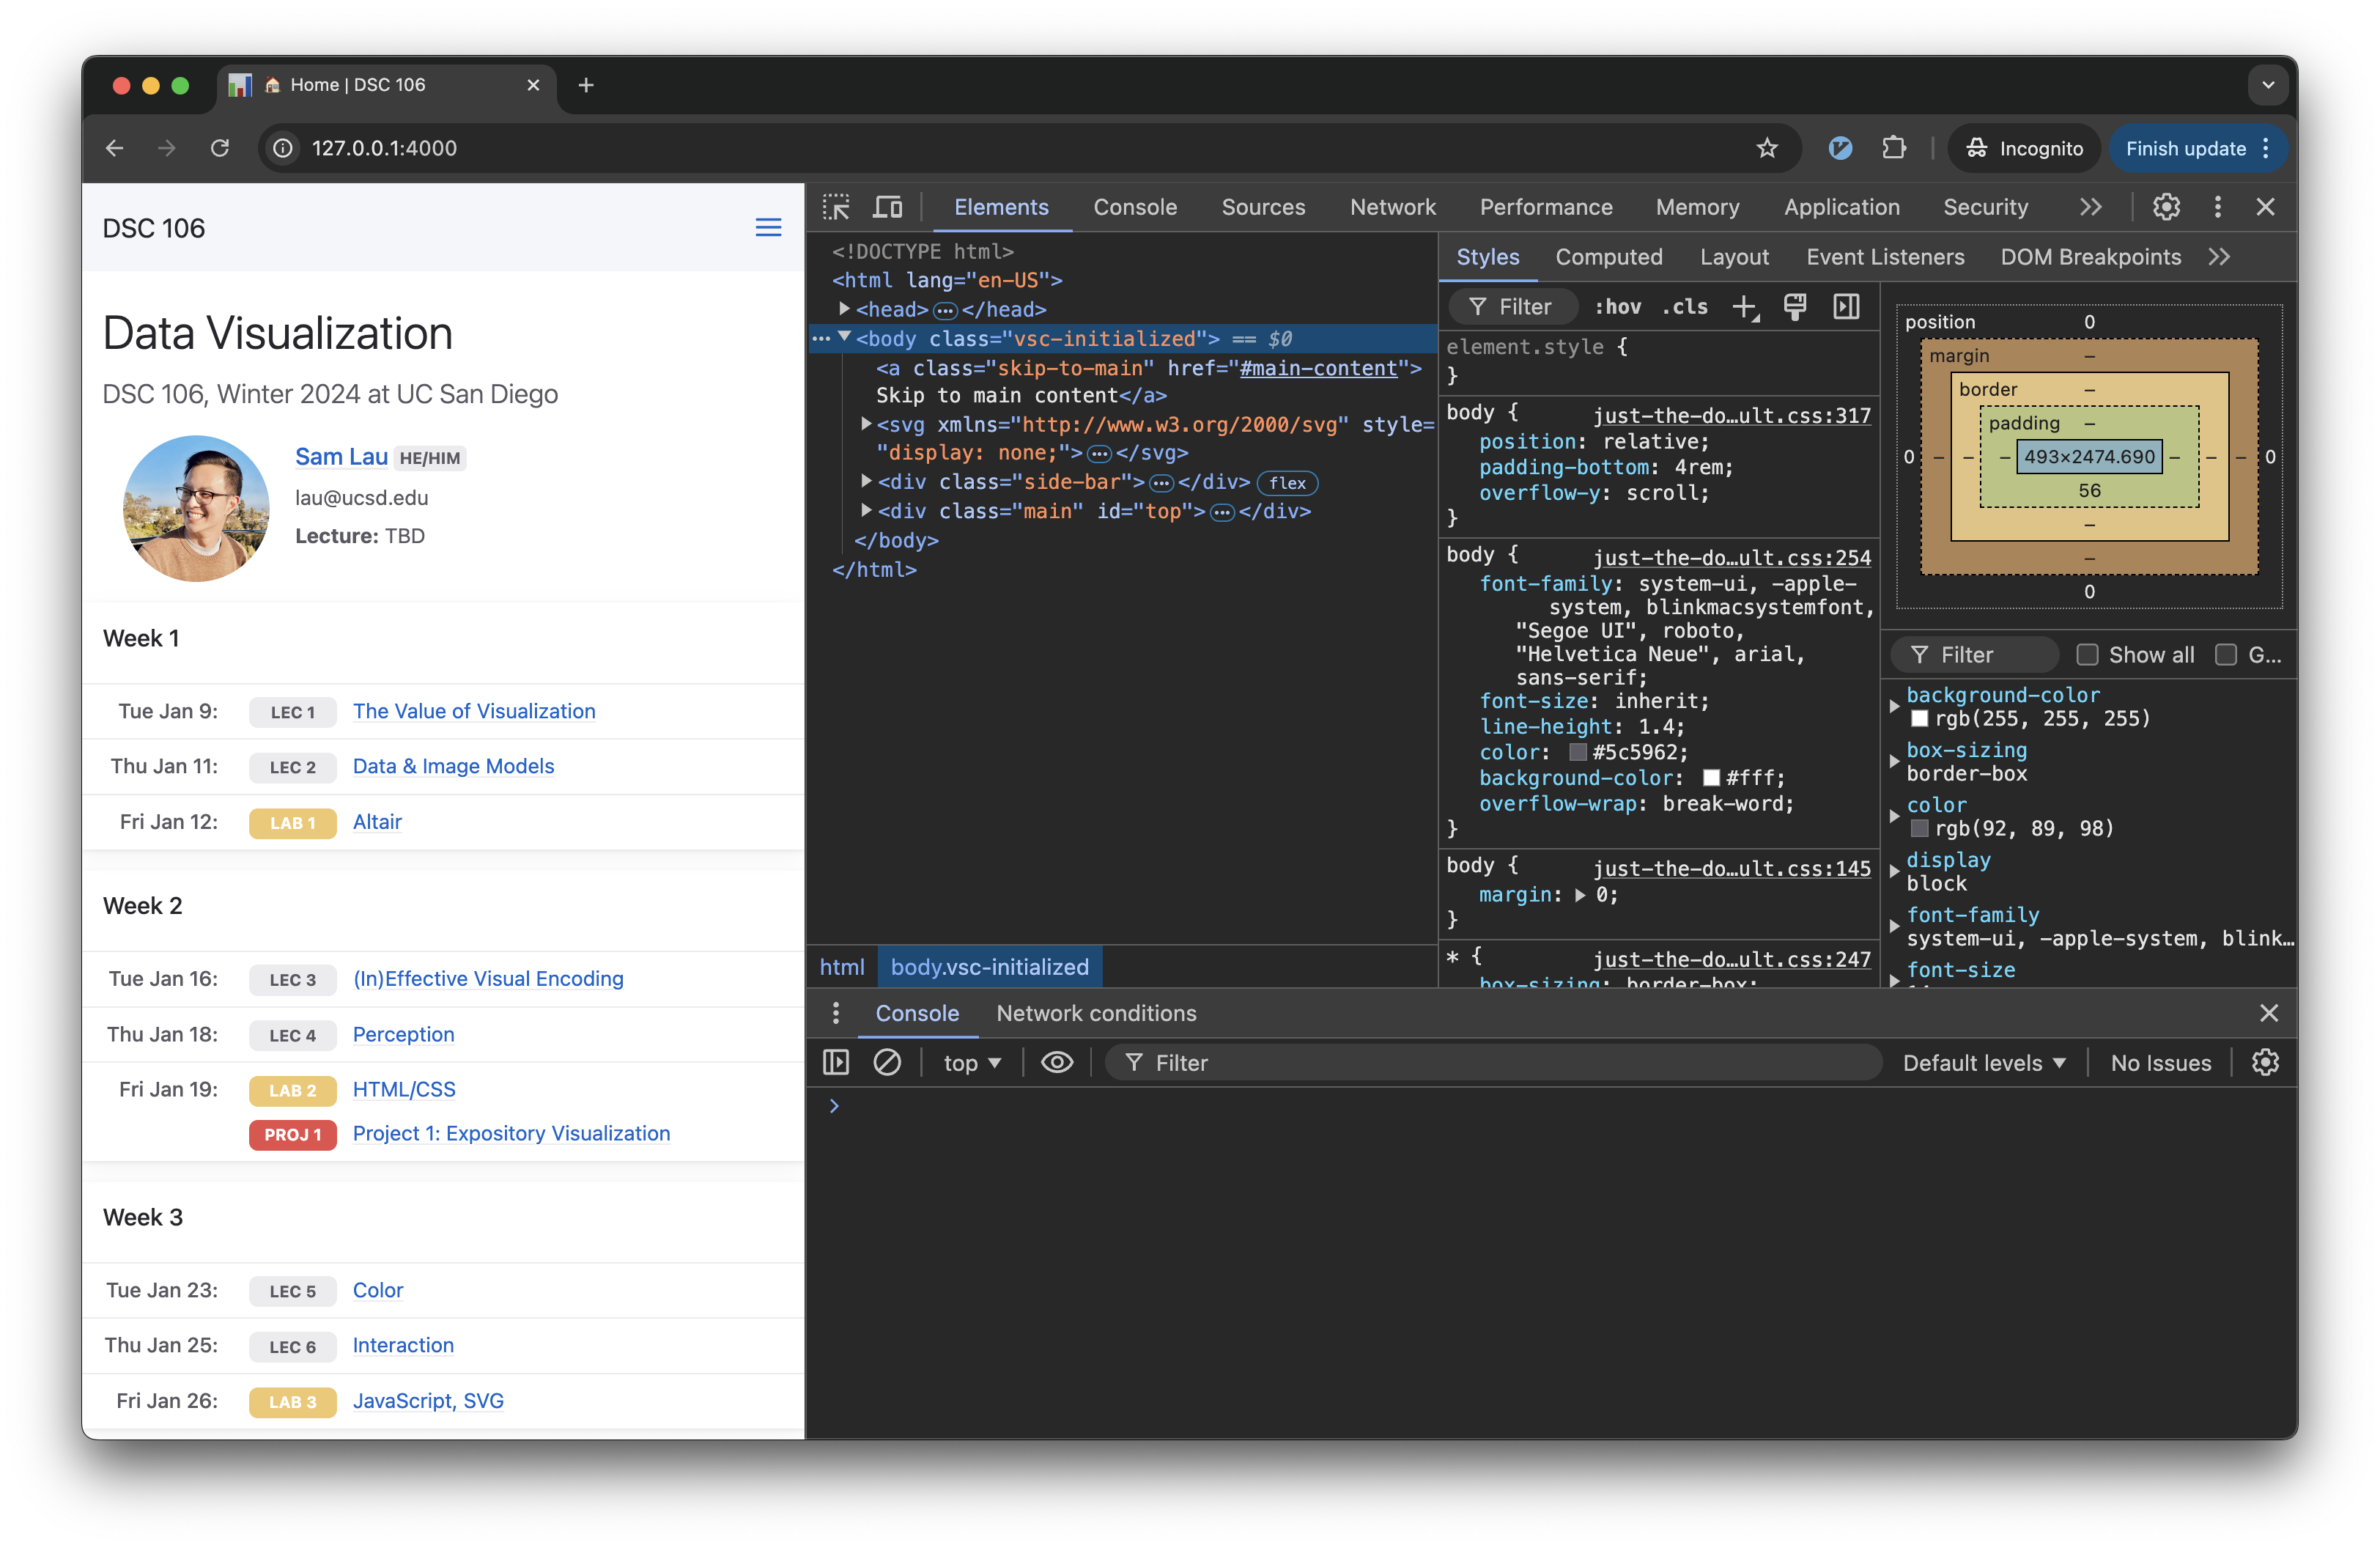 🏠 Home | DSC 106
127.0.0.1:4000
Incognito
Finish update
DSC 106
Data Visualization
DSC 106, Winter 2024 at UC San Diego
Sam Lau HE/HIM
lau@ucsd.edu
Lecture: TBD
Week 1
Tue Jan 9: LEC 1 The Value of Visualization
Thu Jan 11: LEC 2 Data & Image Models
Fri Jan 12: LAB 1 Altair
Week 2
Tue Jan 16: LEC 3 (In)Effective Visual Encoding
Thu Jan 18: LEC 4 Perception
Fri Jan 19: LAB 2 HTML/CSS
PROJ 1 Project 1: Expository Visualization
Week 3
Tue Jan 23: LEC 5 Color
Thu Jan 25: LEC 6 Interaction
Fri Jan 26: LAB 3 JavaScript, SVG
Elements Console Sources Network Performance Memory Application Security
<!DOCTYPE html>
<html lang="en-US">
<head>…</head>
<body class="vsc-initialized"> == $0
<a class="skip-to-main" href="#main-content">
Skip to main content</a>
<svg xmlns="http://www.w3.org/2000/svg" style=
"display: none;">…</svg>
<div class="side-bar">…</div> flex
<div class="main" id="top">…</div>
</body>
</html>
html body.vsc-initialized
Styles Computed Layout Event Listeners DOM Breakpoints
Filter :hov .cls
element.style {
}
body { just-the-do…ult.css:317
position: relative;
padding-bottom: 4rem;
overflow-y: scroll;
}
body { just-the-do…ult.css:254
font-family: system-ui, -apple-
system, blinkmacsystemfont,
"Segoe UI", roboto,
"Helvetica Neue", arial,
sans-serif;
font-size: inherit;
line-height: 1.4;
color: #5c5962;
background-color: #fff;
overflow-wrap: break-word;
}
body { just-the-do…ult.css:145
margin: 0;
}
* { just-the-do…ult.css:247
box-sizing: border-box;
position 0
margin –
border –
padding –
0 – – – 493×2474.690 – – – 0
56
–
–
0
Filter Show all G...
background-color
rgb(255, 255, 255)
box-sizing
border-box
color
rgb(92, 89, 98)
display
block
font-family
system-ui, -apple-system, blink…
font-size
Console Network conditions
top Filter Default levels No Issues